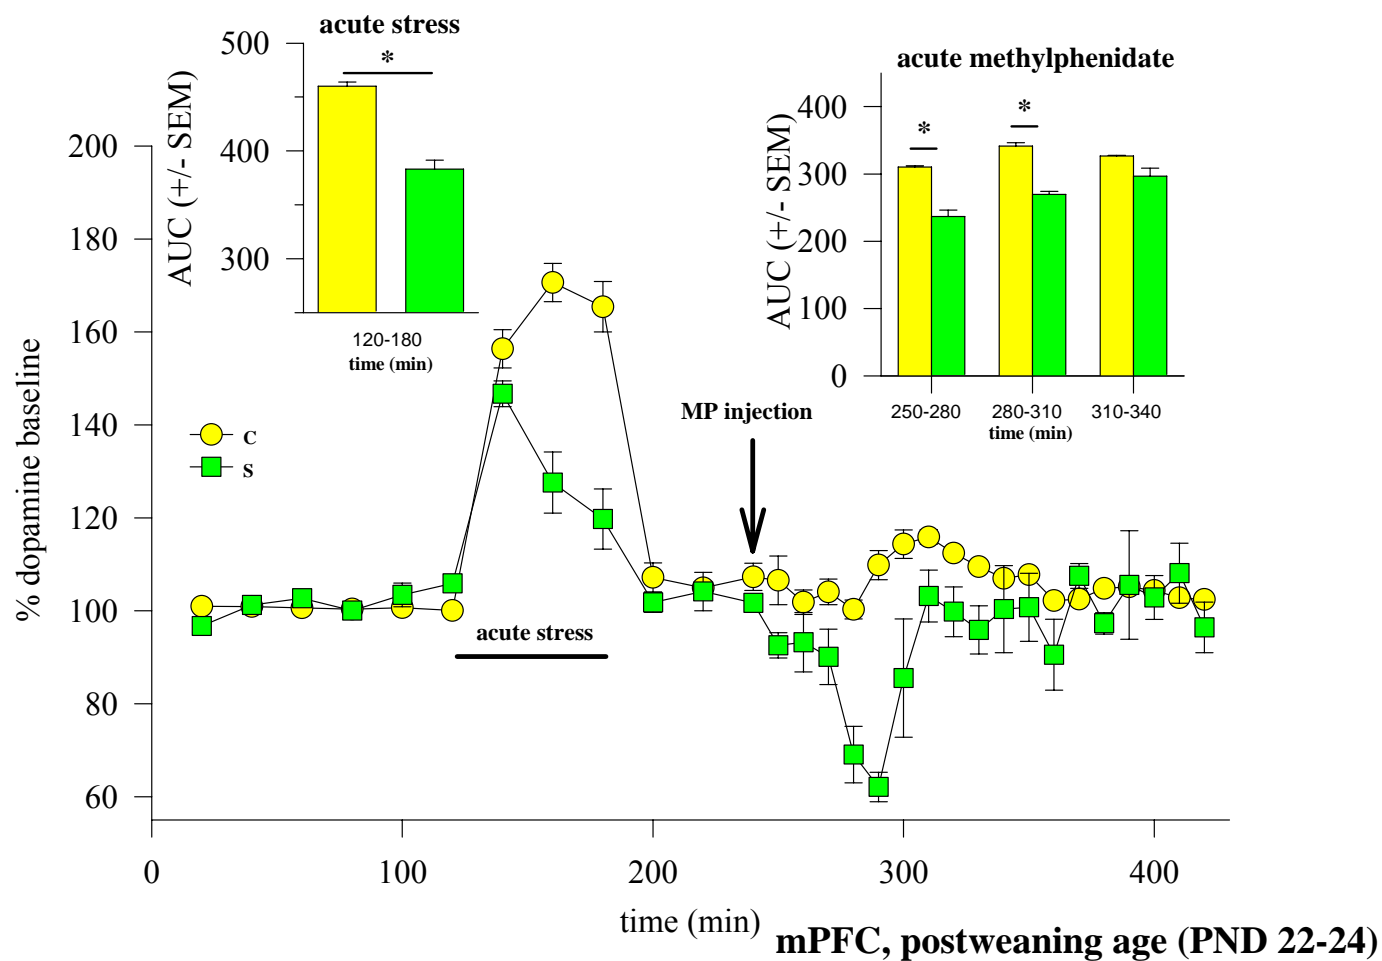 acute stress
*
500
400
300
AUC (+/- SEM)
120-180
time (min)
acute methylphenidate
*
*
400
300
200
100
0
AUC (+/- SEM)
250-280 280-310 310-340
time (min)
200
180
160
140
120
100
80
60
% dopamine baseline
C
S
MP injection
acute stress
0 100 200 300 400
time (min)
mPFC, postweaning age (PND 22-24)